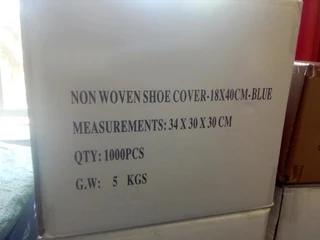 NON WOVEN SHOE COVER-18X40CM-BLUE
MEASUREMENTS: 34 X 30 X 30 CM
QTY: 1000PCS
G.W: 5 KGS